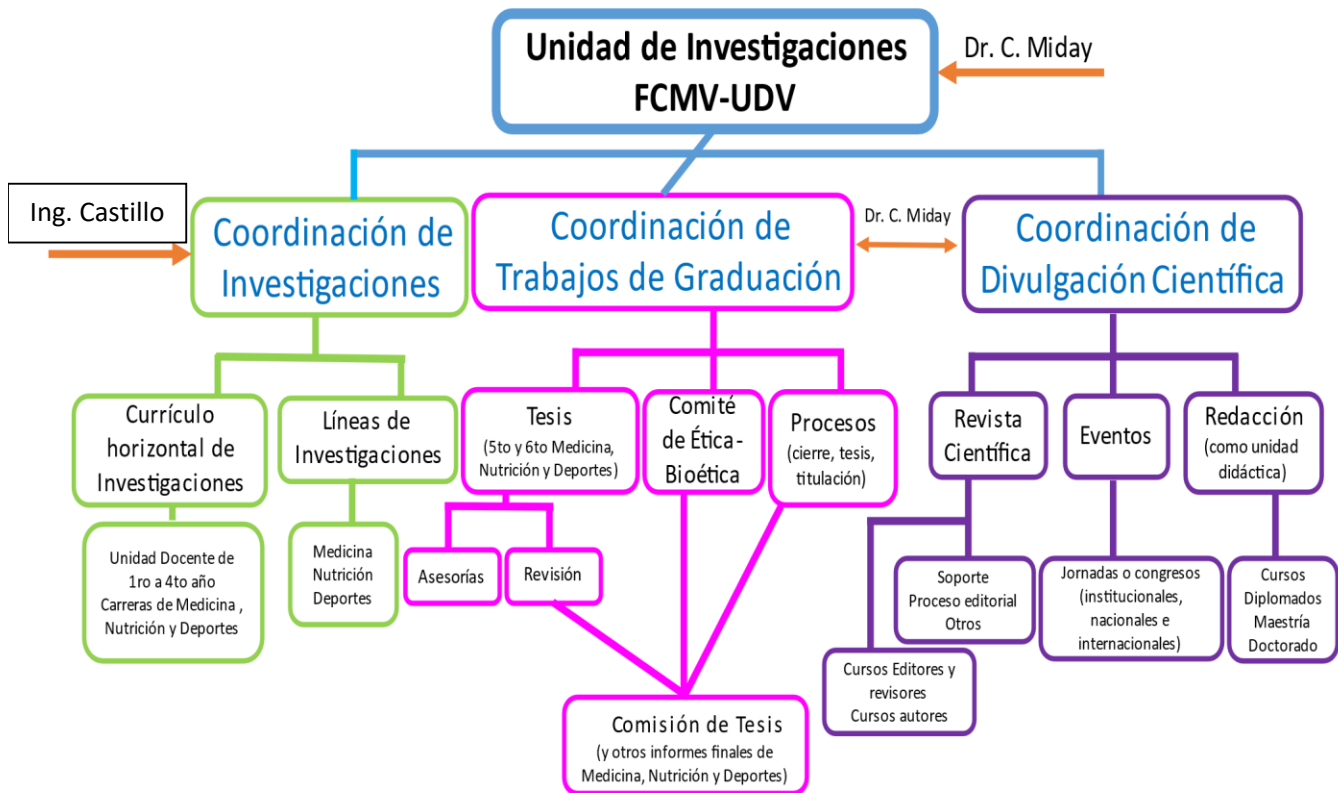 Unidad de Investigaciones
FCMV-UDV
Dr. C. Miday
Ing. Castillo
Coordinación de
Investigaciones
Coordinación de
Trabajos de Graduación
Dr. C. Miday
Coordinación de
Divulgación Científica
Currículo
horizontal de
Investigaciones
Líneas de
Investigaciones
Tesis
(5to y 6to Medicina,
Nutrición y Deportes)
Comité
de Ética-
Bioética
Procesos
(cierre, tesis,
titulación)
Revista
Científica
Eventos
Redacción
(como unidad
didáctica)
Unidad Docente de
1ro a 4to año
Carreras de Medicina ,
Nutrición y Deportes
Medicina
Nutrición
Deportes
Asesorías
Revisión
Soporte
Proceso editorial
Otros
Jornadas o congresos
(institucionales,
nacionales e
internacionales)
Cursos
Diplomados
Maestría
Doctorado
Cursos Editores y
revisores
Cursos autores
Comisión de Tesis
(y otros informes finales de
Medicina, Nutrición y Deportes)